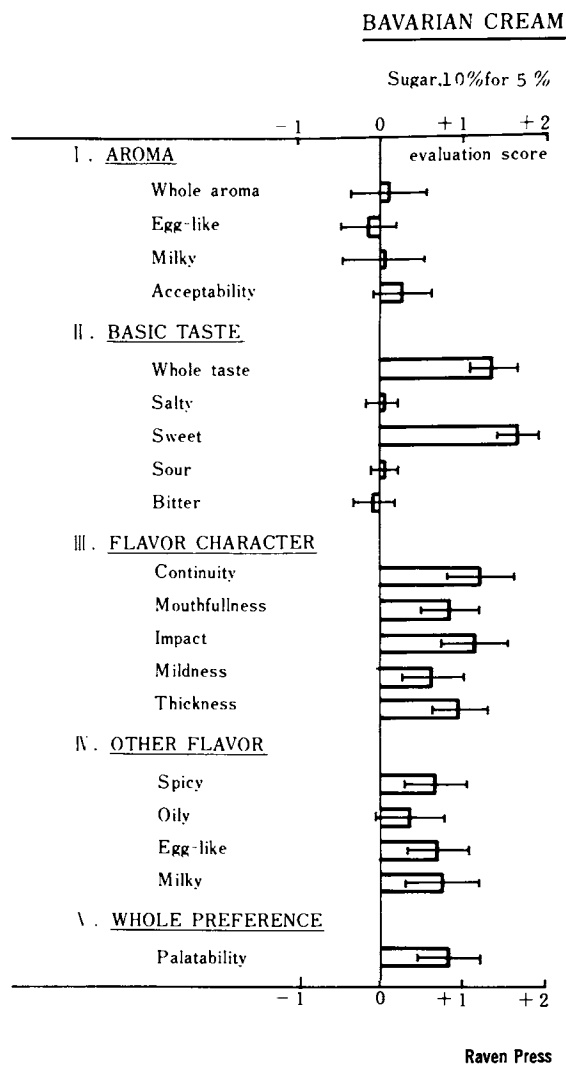 BAVARIAN CREAM
Sugar,10%for 5 %
−1 0 +1 +2
I . AROMA evaluation score
Whole aroma
Egg-like
Milky
Acceptability
II . BASIC TASTE
Whole taste
Salty
Sweet
Sour
Bitter
III . FLAVOR CHARACTER
Continuity
Mouthfullness
Impact
Mildness
Thickness
IV . OTHER FLAVOR
Spicy
Oily
Egg-like
Milky
V . WHOLE PREFERENCE
Palatability
−1 0 +1 +2
Raven Press